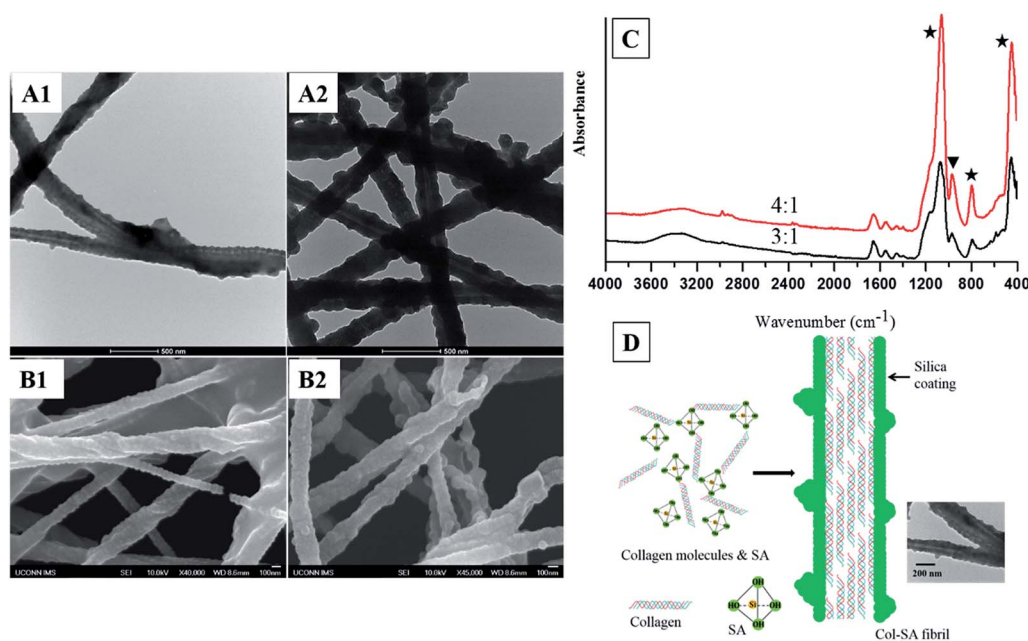 A1
500 nm
A2
500 nm
B1
UCONN IMS SEI 10.0kV X40,000 WD 8.6mm 100nm
B2
UCONN IMS SEI 10.0kV X45,000 WD 8.6mm 100nm
C
Absorbance
4:1
3:1
4000 3600 3200 2800 2400 2000 1600 1200 800 400
Wavenumber (cm⁻¹)
D
Silica
coating
Collagen molecules & SA
Collagen
OH
HO
Si
OH
OH
SA
200 nm
Col-SA fibril